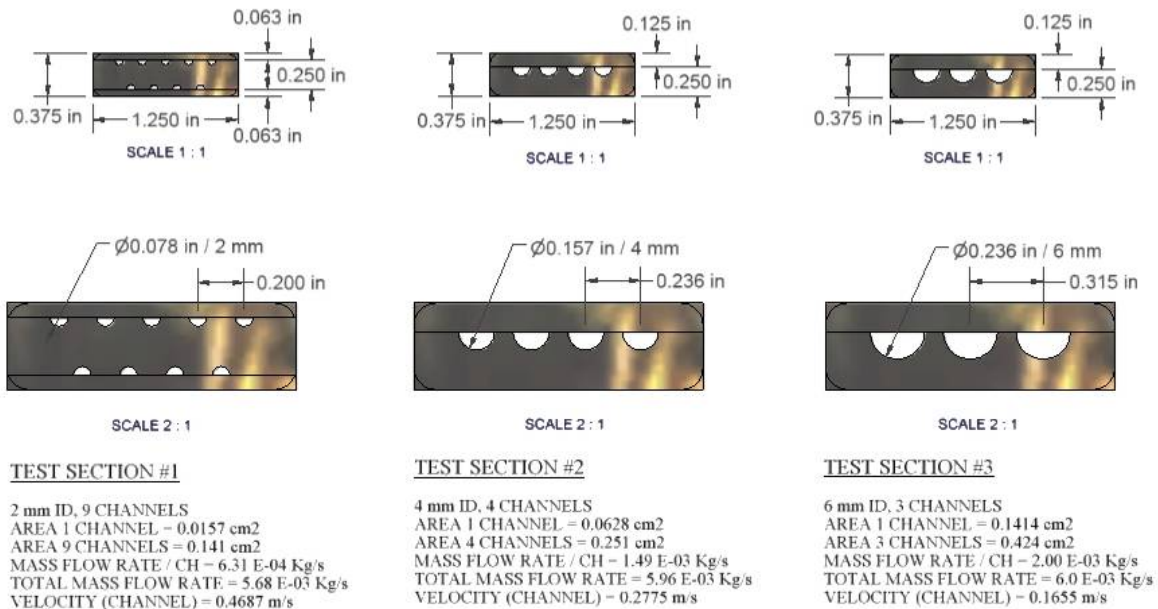 0.063 in
0.250 in
0.375 in
1.250 in
0.063 in
SCALE 1 : 1
0.125 in
0.250 in
0.375 in
1.250 in
SCALE 1 : 1
0.125 in
0.250 in
0.375 in
1.250 in
SCALE 1 : 1
Ø0.078 in / 2 mm
0.200 in
SCALE 2 : 1
Ø0.157 in / 4 mm
0.236 in
SCALE 2 : 1
Ø0.236 in / 6 mm
0.315 in
SCALE 2 : 1
TEST SECTION #1
2 mm ID, 9 CHANNELS
AREA 1 CHANNEL = 0.0157 cm2
AREA 9 CHANNELS = 0.141 cm2
MASS FLOW RATE / CH = 6.31 E-04 Kg/s
TOTAL MASS FLOW RATE = 5.68 E-03 Kg/s
VELOCITY (CHANNEL) = 0.4687 m/s
TEST SECTION #2
4 mm ID, 4 CHANNELS
AREA 1 CHANNEL = 0.0628 cm2
AREA 4 CHANNELS = 0.251 cm2
MASS FLOW RATE / CH = 1.49 E-03 Kg/s
TOTAL MASS FLOW RATE = 5.96 E-03 Kg/s
VELOCITY (CHANNEL) = 0.2775 m/s
TEST SECTION #3
6 mm ID, 3 CHANNELS
AREA 1 CHANNEL = 0.1414 cm2
AREA 3 CHANNELS = 0.424 cm2
MASS FLOW RATE / CH = 2.00 E-03 Kg/s
TOTAL MASS FLOW RATE = 6.0 E-03 Kg/s
VELOCITY (CHANNEL) = 0.1655 m/s